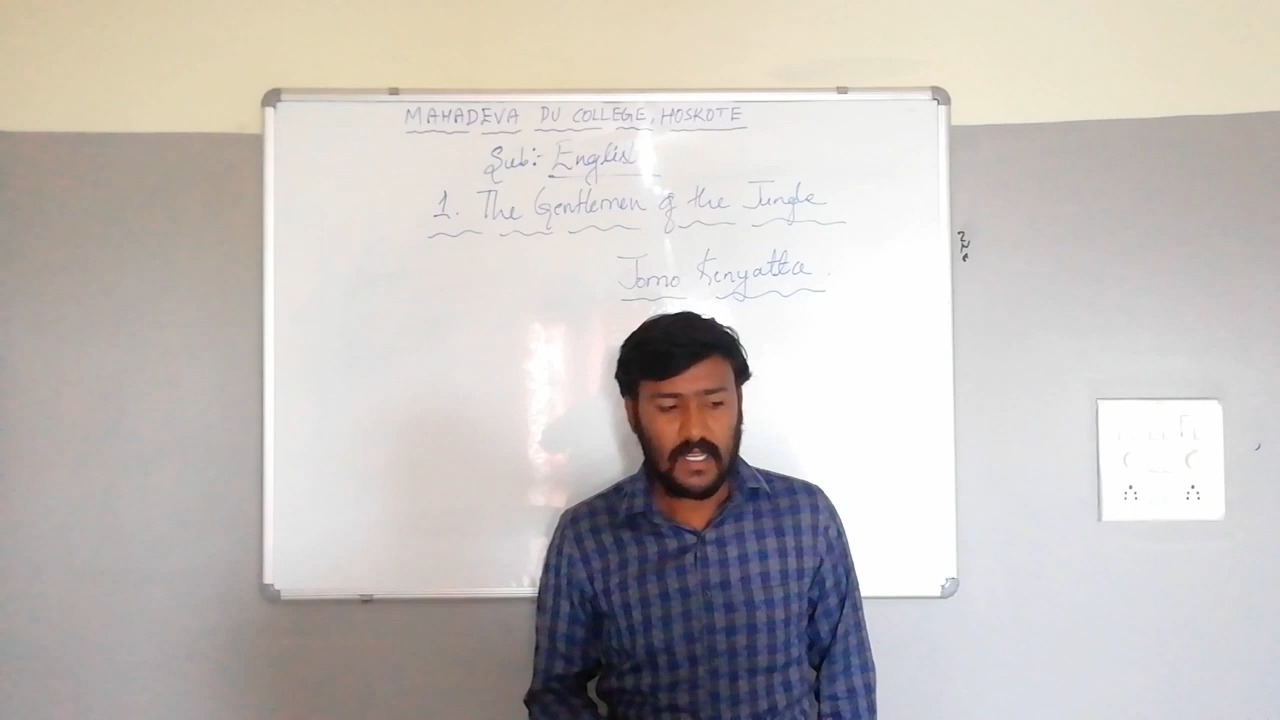 MAHADEVA PU COLLEGE, HOSKOTE
Sub:- English
1. The Gentlemen of the Jungle
Jomo Kenyatta.